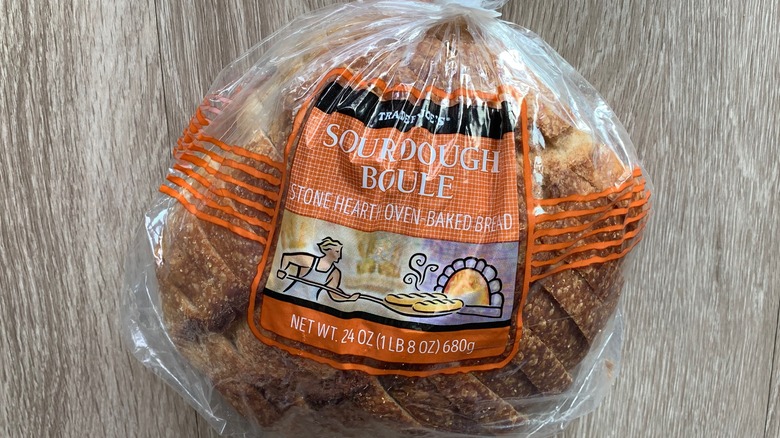 TRADER JOE'S
SOURDOUGH
BOULE
STONE HEARTH OVEN-BAKED BREAD
NET WT. 24 OZ (1 LB 8 OZ) 680g